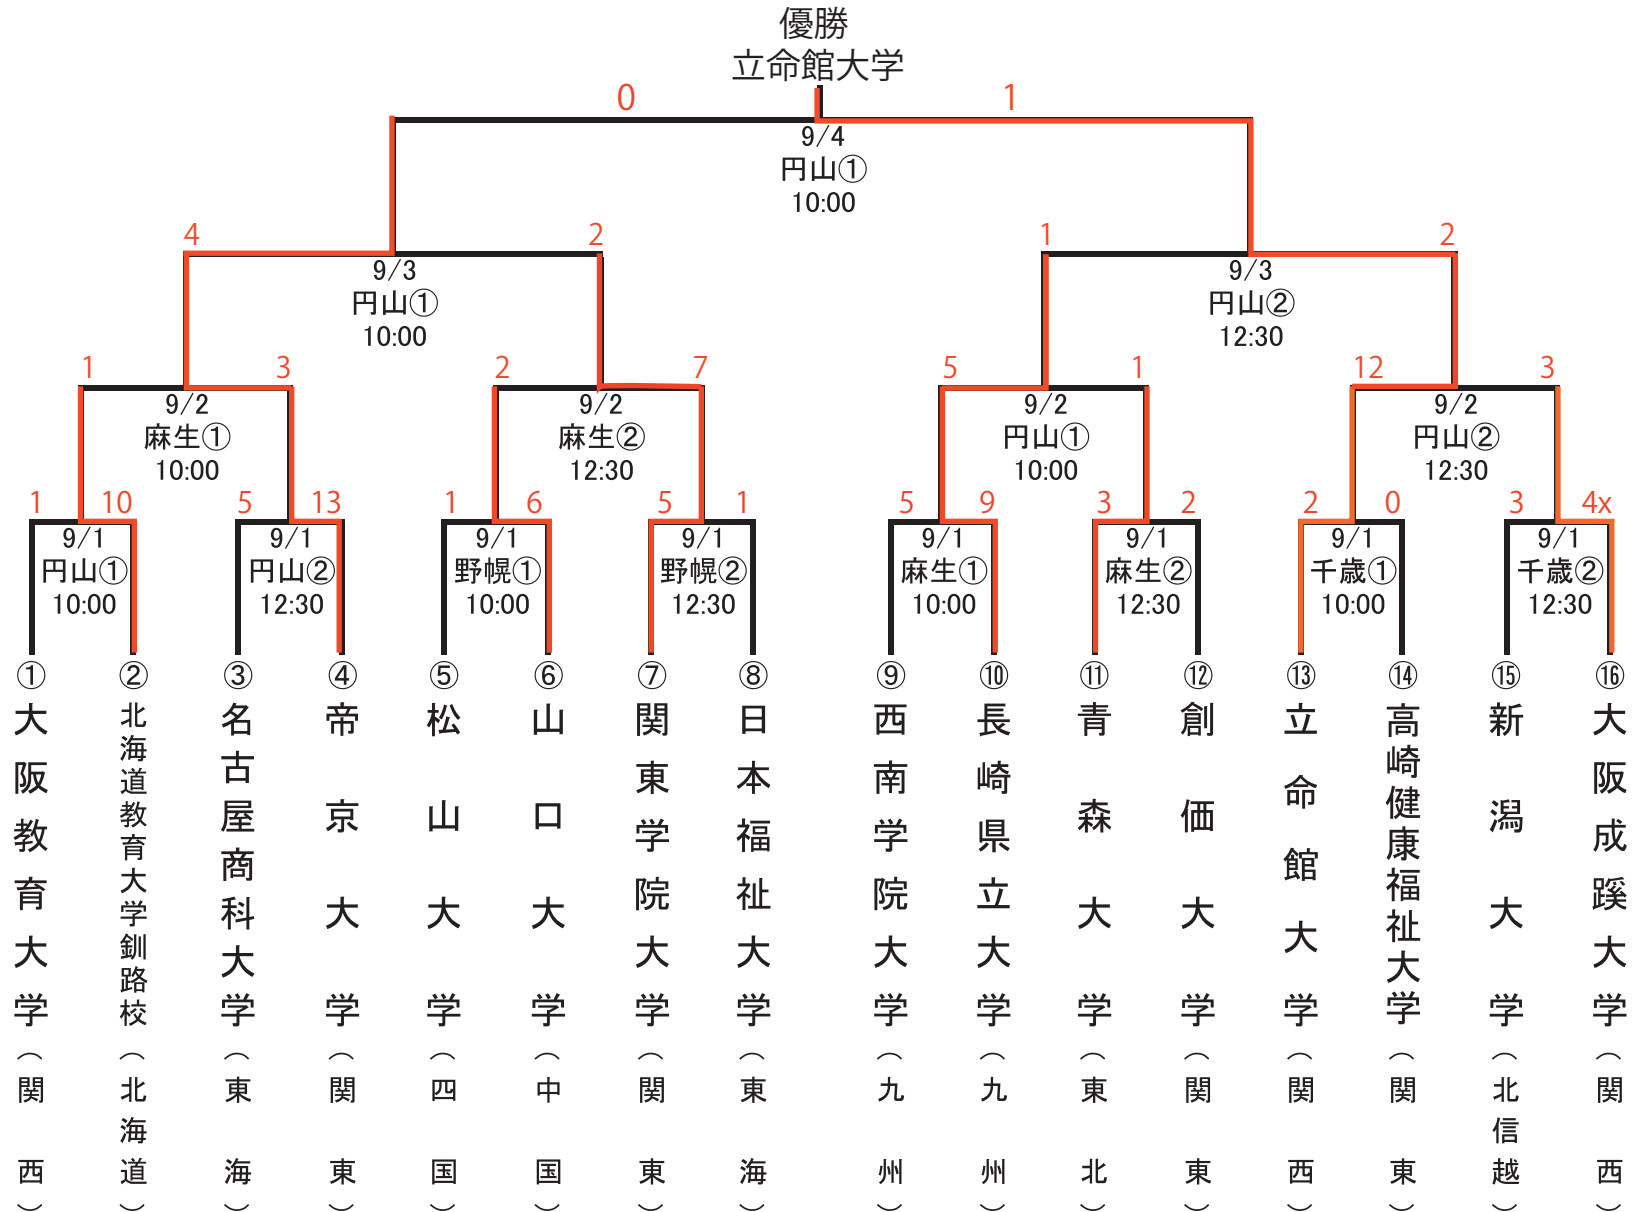 優勝
立命館大学
0 1
9/4
円山①
10:00
4 2 1 2
9/3 9/3
円山① 円山②
10:00 12:30
1 3 2 7 5 1 12 3
9/2 9/2 9/2 9/2
麻生① 麻生② 円山① 円山②
10:00 12:30 10:00 12:30
1 10 5 13 1 6 5 1 5 9 3 2 2 0 3 4x
9/1 9/1 9/1 9/1 9/1 9/1 9/1 9/1
円山① 円山② 野幌① 野幌② 麻生① 麻生② 千歳① 千歳②
10:00 12:30 10:00 12:30 10:00 12:30 10:00 12:30
①大阪教育大学(関西)
②北海道教育大学釧路校(北海道)
③名古屋商科大学(東海)
④帝京大学(関東)
⑤松山大学(四国)
⑥山口大学(中国)
⑦関東学院大学(関東)
⑧日本福祉大学(東海)
⑨西南学院大学(九州)
⑩長崎県立大学(九州)
⑪青森大学(東北)
⑫創価大学(関東)
⑬立命館大学(関西)
⑭高崎健康福祉大学(関東)
⑮新潟大学(北信越)
⑯大阪成蹊大学(関西)